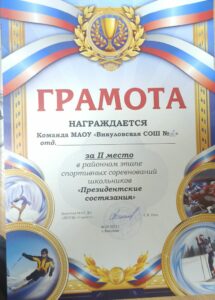 ГРАМОТА
НАГРАЖДАЕТСЯ
Команда МАОУ «Викуловская СОШ №
отд.
за II место
в районном этапе
спортивных соревнований
школьников
«Президентские
состязания»